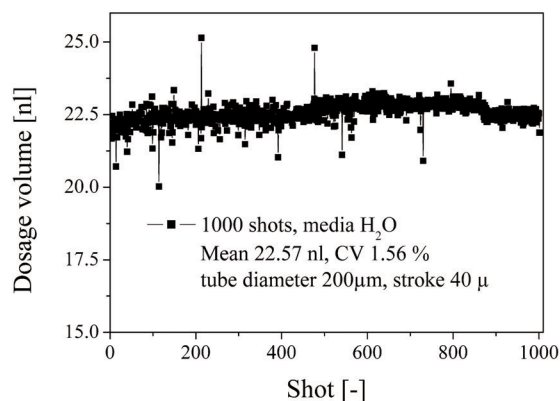 25.0
22.5
20.0
17.5
15.0
Dosage volume [nl]
1000 shots, media H₂O
Mean 22.57 nl, CV 1.56 %
tube diameter 200μm, stroke 40 μ
0 200 400 600 800 1000
Shot [-]